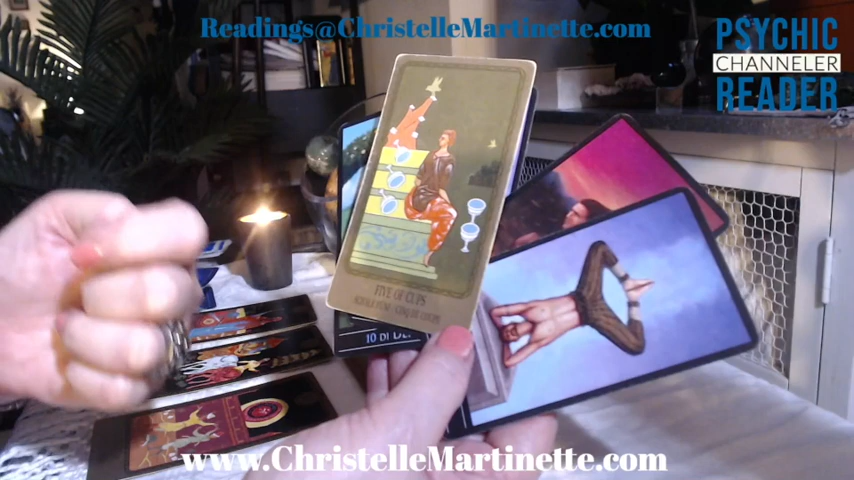 Readings@ChristelleMartinette.com
PSYCHIC
CHANNELER
READER
FIVE OF CUPS
10 DI DE
www.ChristelleMartinette.com